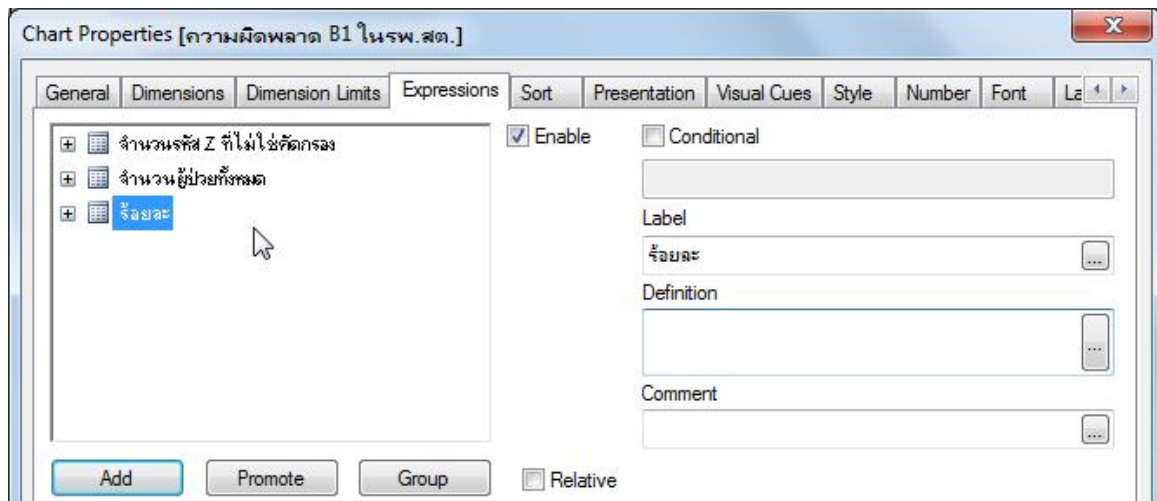 Chart Properties [ความผิดพลาด B1 ในรพ.สต.]
General Dimensions Dimension Limits Expressions Sort Presentation Visual Cues Style Number Font La
จำนวนรหัส Z ที่ไม่ใช่คัดกรอง
จำนวนผู้ป่วยทั้งหมด
ร้อยละ
Enable Conditional
Label
ร้อยละ ...
Definition
...
Comment
...
Add Promote Group Relative